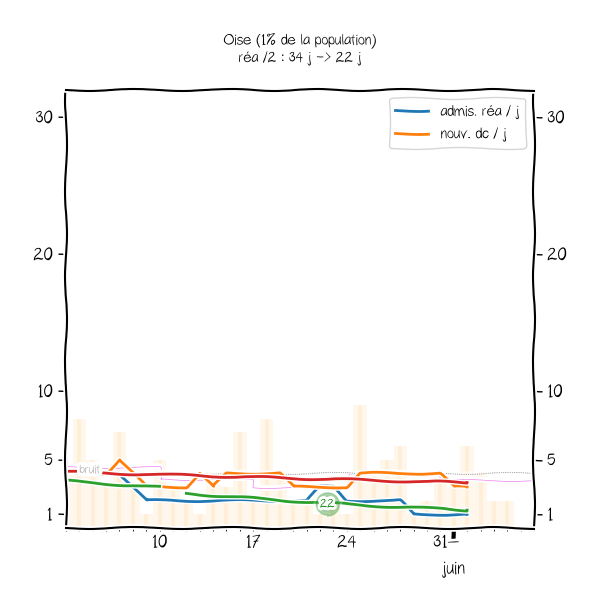 Oise (1% de la population)
réa /2 : 34 j -> 22 j
admis. réa / j
nouv. dc / j
30
30
20
20
10
10
5
5
bruit
22
1
1
10
17
24
31
juin